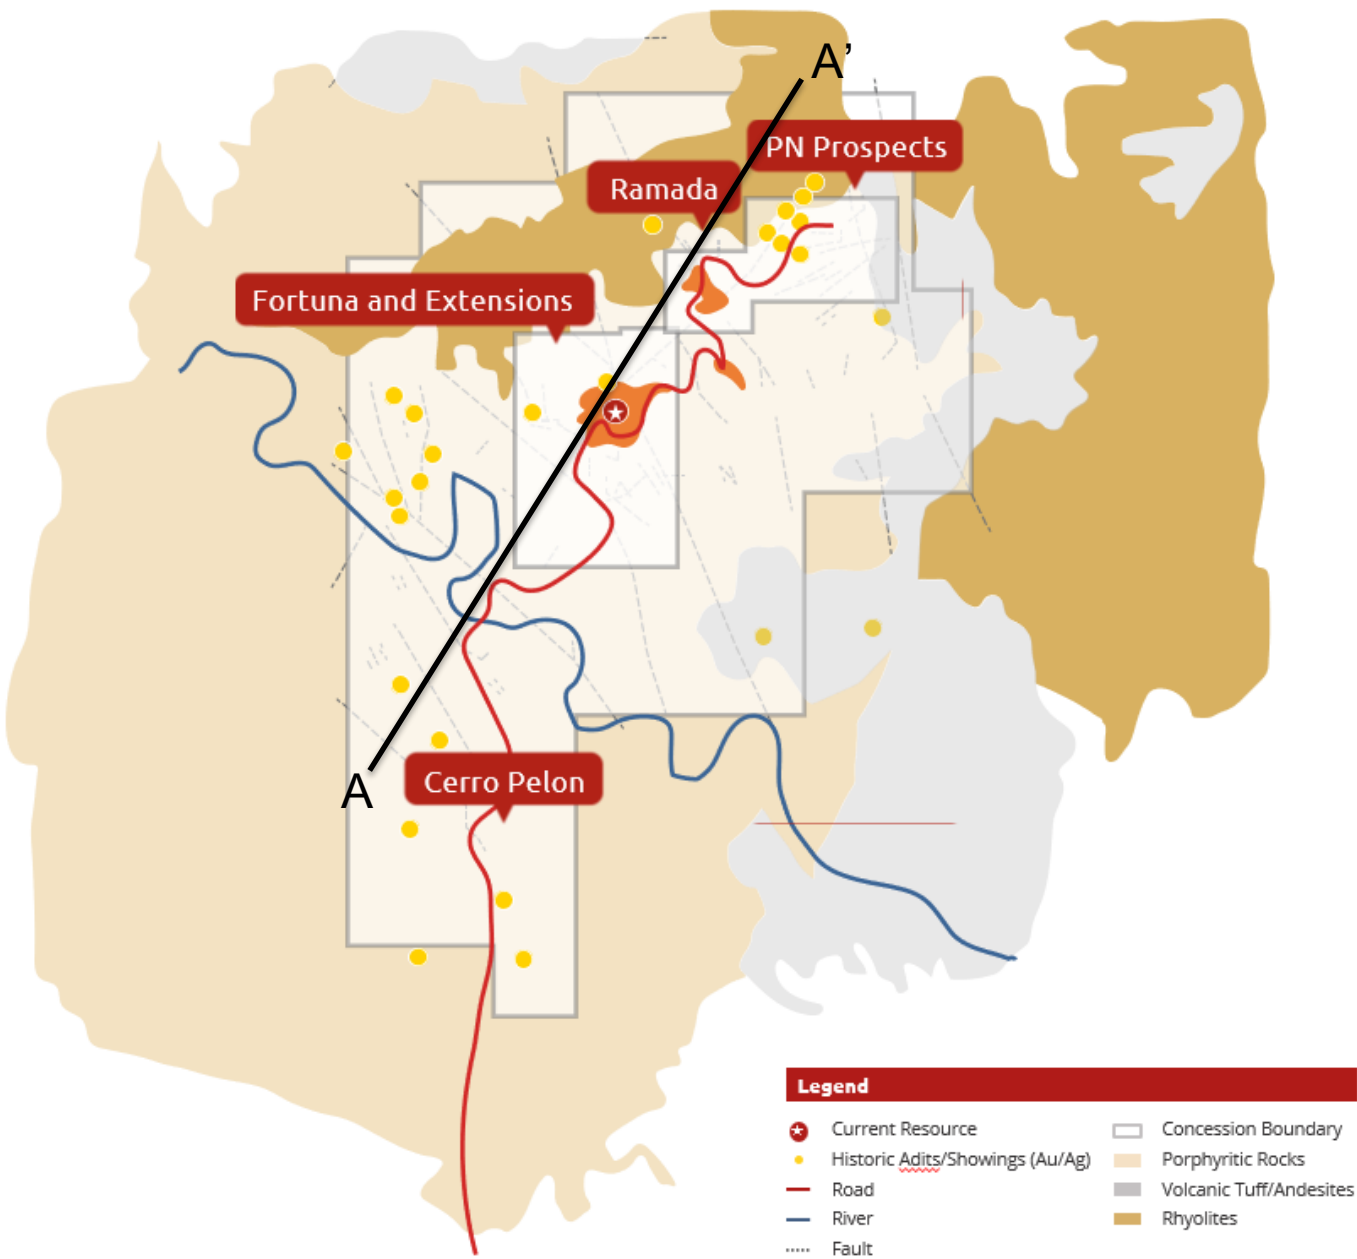 A’
PN Prospects
Ramada
Fortuna and Extensions
A
Cerro Pelon
Legend
Current Resource
Historic Adits/Showings (Au/Ag)
Road
River
Fault
Concession Boundary
Porphyritic Rocks
Volcanic Tuff/Andesites
Rhyolites